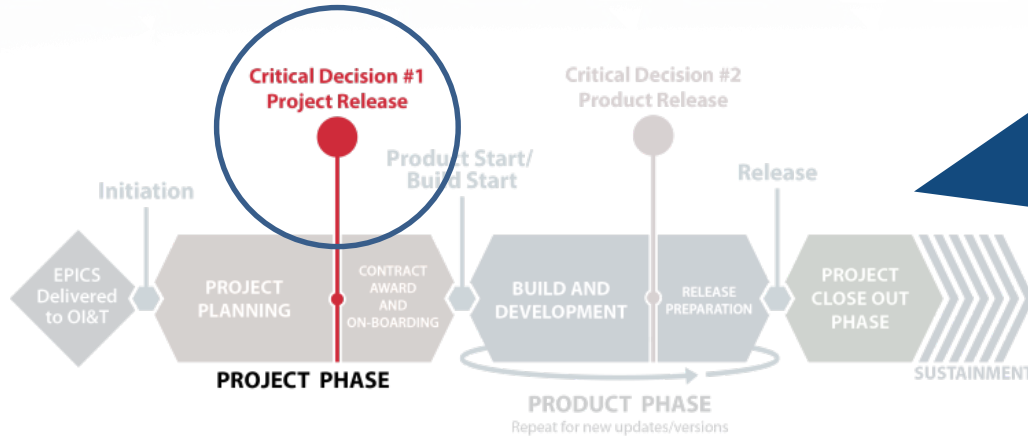 Critical Decision #1
Project Release
Critical Decision #2
Product Release
Initiation
Product Start/
Build Start
Release
EPICS
Delivered
to OI&T
PROJECT
PLANNING
CONTRACT
AWARD
AND
ON-BOARDING
BUILD AND
DEVELOPMENT
RELEASE
PREPARATION
PROJECT
CLOSE OUT
PHASE
SUSTAINMENT
PROJECT PHASE
PRODUCT PHASE
Repeat for new updates/versions